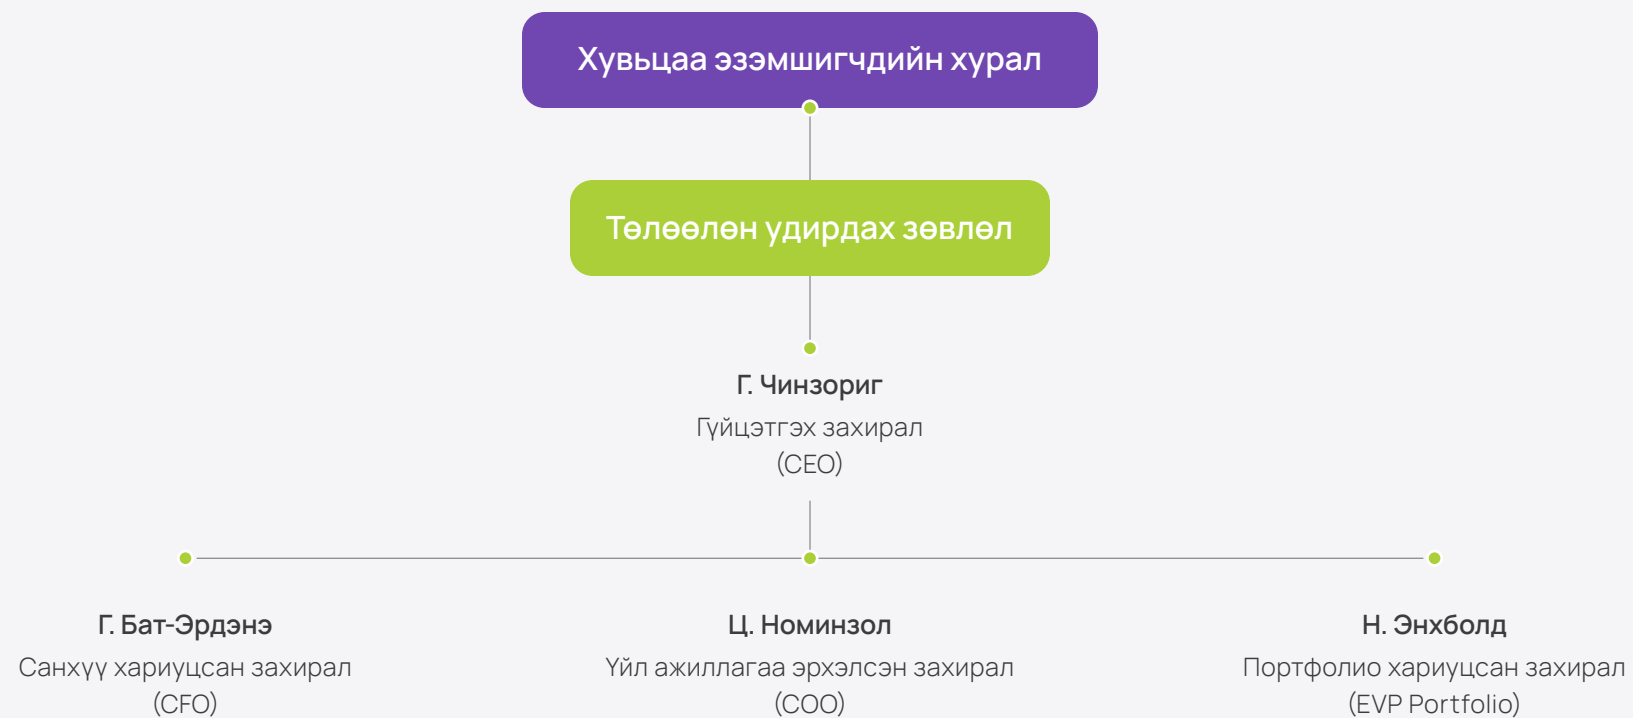 Хувьцаа эзэмшигчдийн хурал
Төлөөлөн удирдах зөвлөл
Г. Чинзориг
Гүйцэтгэх захирал
(CEO)
Г. Бат-Эрдэнэ
Санхүү хариуцсан захирал
(CFO)
Ц. Номинзол
Үйл ажиллагаа эрхэлсэн захирал
(COO)
Н. Энхболд
Портфолио хариуцсан захирал
(EVP Portfolio)